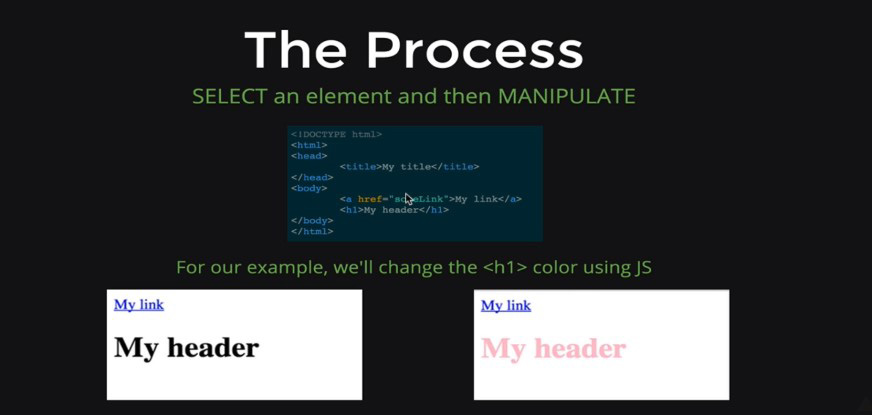 The Process
SELECT an element and then MANIPULATE
<!DOCTYPE html>
<html>
<head>
<title>My title</title>
</head>
<body>
<a href="someLink">My link</a>
<h1>My header</h1>
</body>
</html>
For our example, we'll change the <h1> color using JS
My link
My header
My link
My header